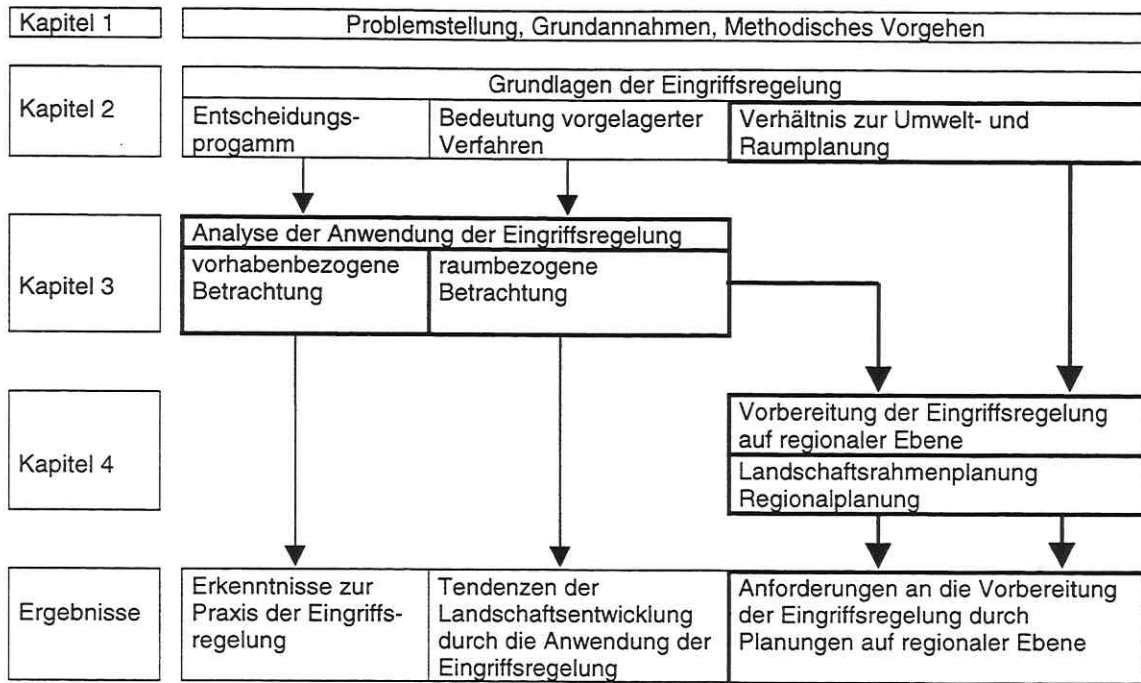 Kapitel 1
Problemstellung, Grundannahmen, Methodisches Vorgehen
Kapitel 2
Grundlagen der Eingriffsregelung
Entscheidungs-
progamm
Bedeutung vorgelagerter
Verfahren
Verhältnis zur Umwelt- und
Raumplanung
Kapitel 3
Analyse der Anwendung der Eingriffsregelung
vorhabenbezogene
Betrachtung
raumbezogene
Betrachtung
Kapitel 4
Vorbereitung der Eingriffsregelung
auf regionaler Ebene
Landschaftsrahmenplanung
Regionalplanung
Ergebnisse
Erkenntnisse zur
Praxis der Eingriffs-
regelung
Tendenzen der
Landschaftsentwicklung
durch die Anwendung der
Eingriffsregelung
Anforderungen an die Vorbereitung
der Eingriffsregelung durch
Planungen auf regionaler Ebene